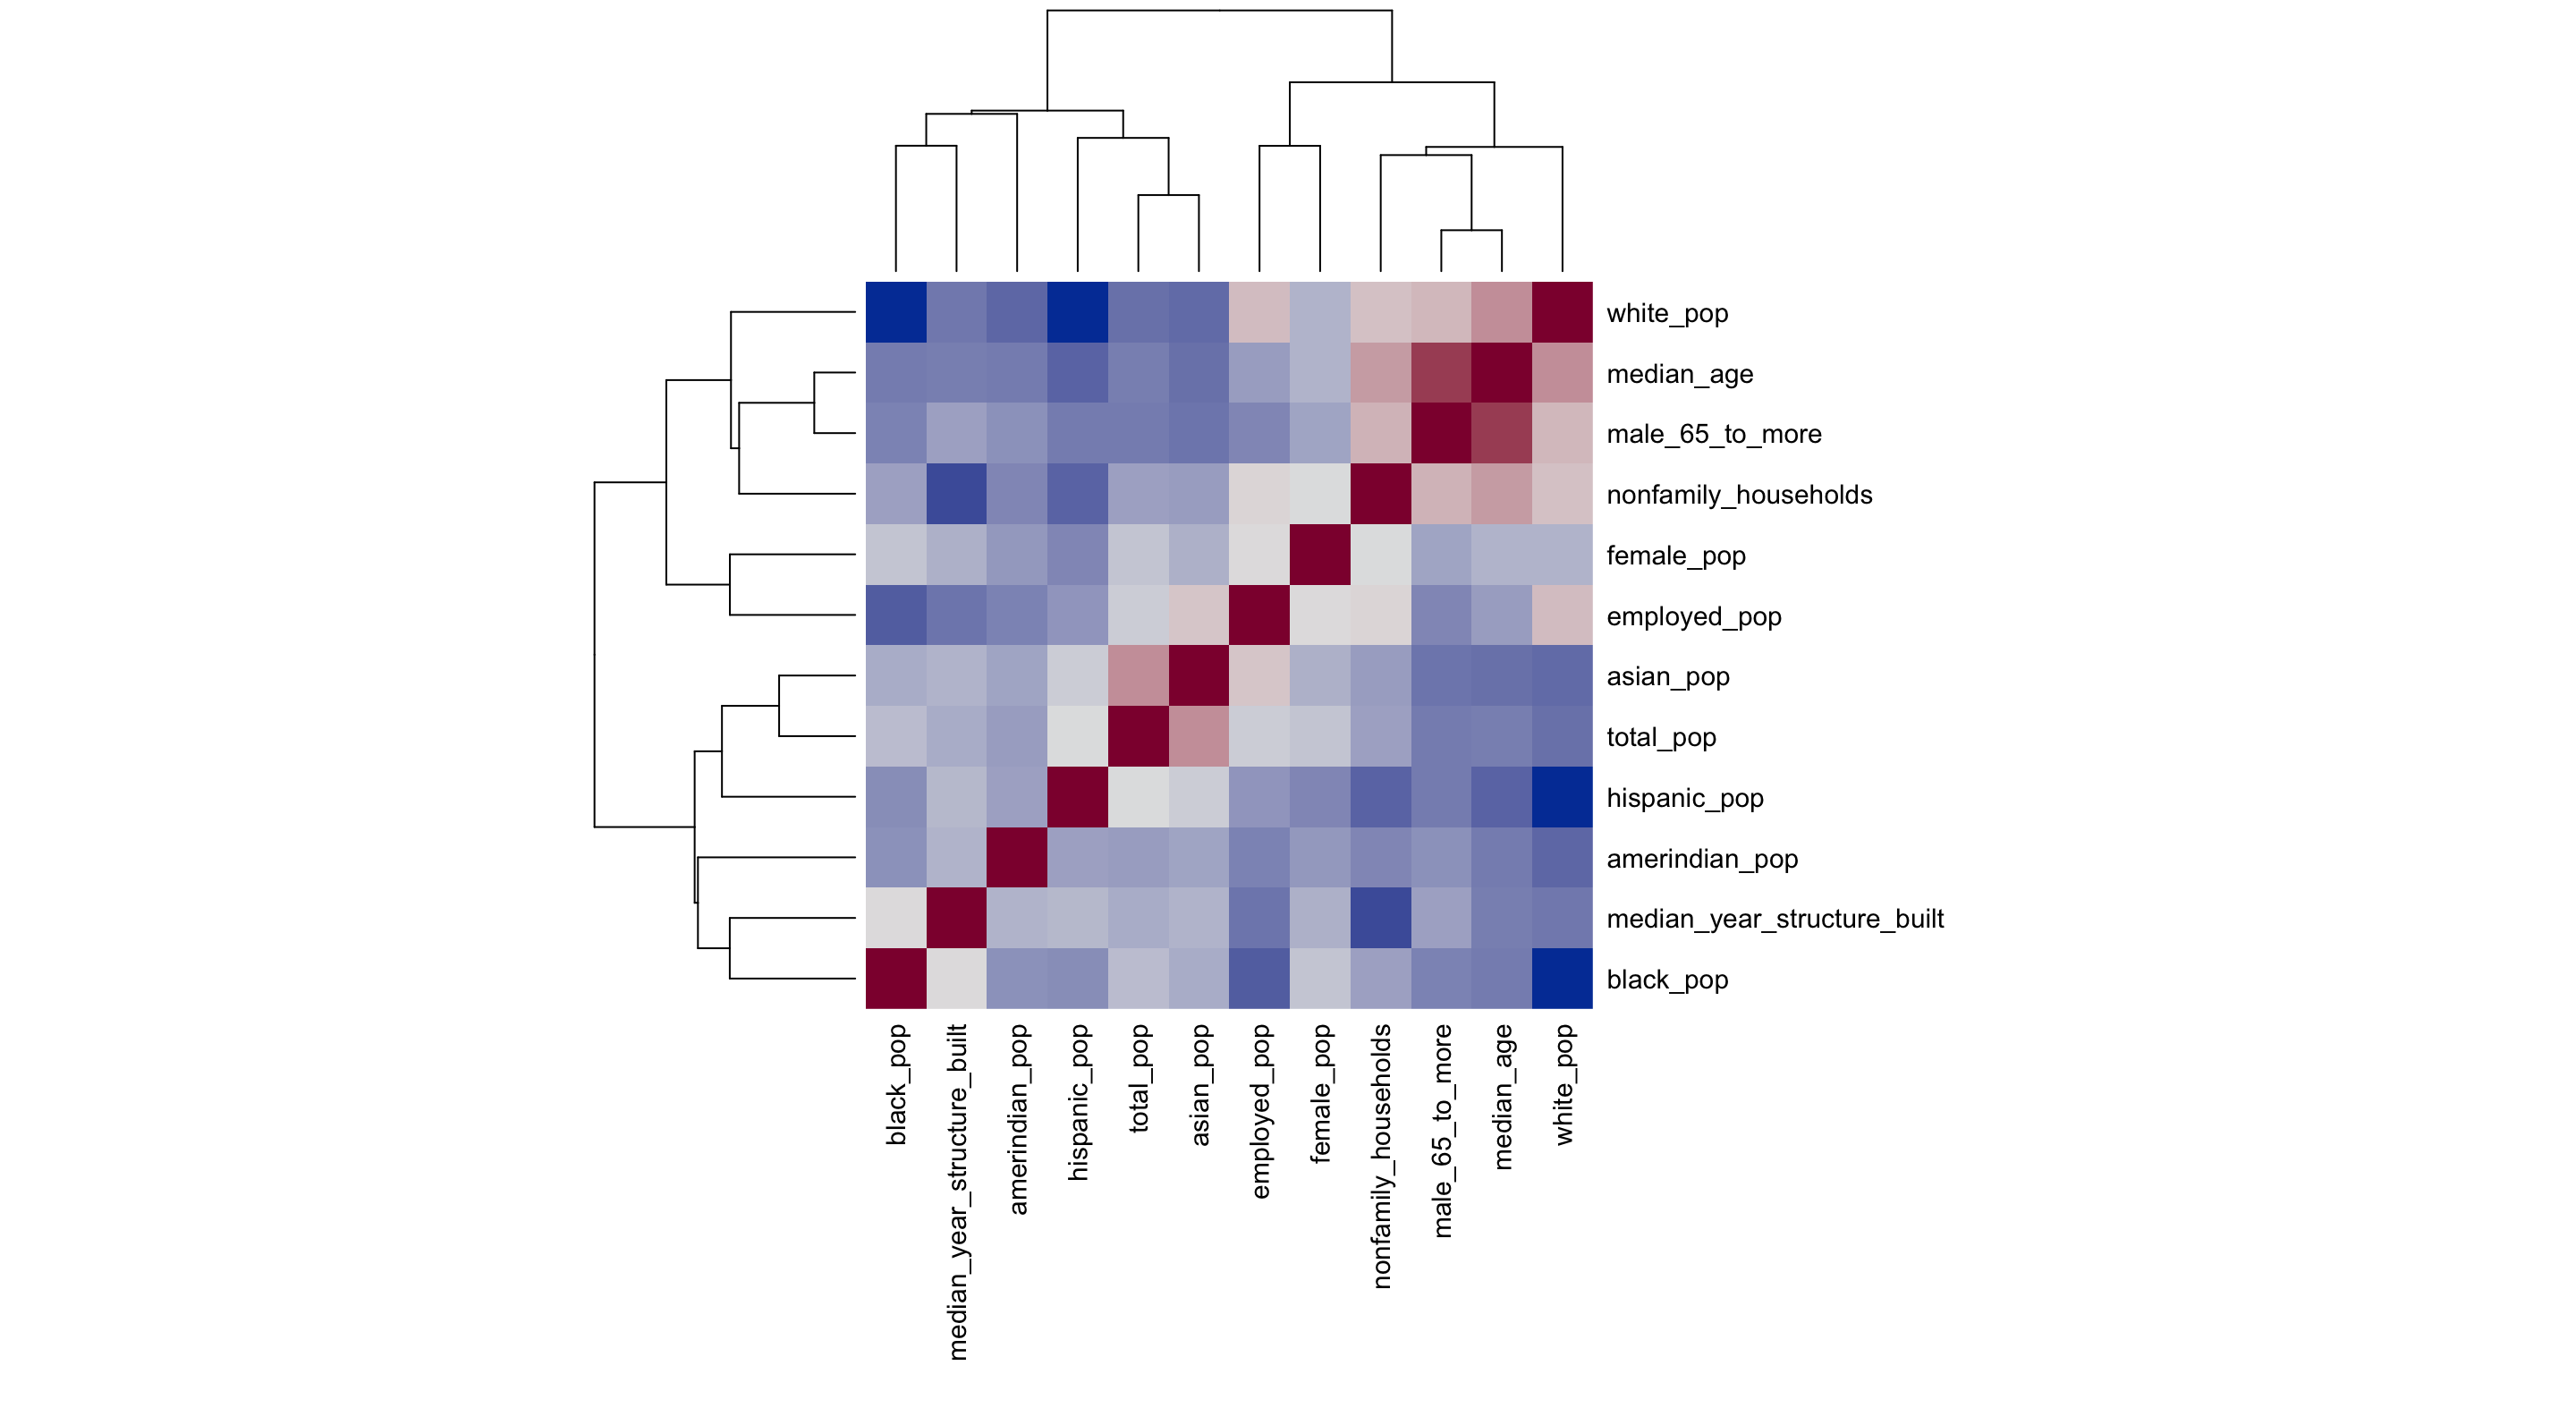 white_pop
median_age
male_65_to_more
nonfamily_households
female_pop
employed_pop
asian_pop
total_pop
hispanic_pop
amerindian_pop
median_year_structure_built
black_pop
black_pop
median_year_structure_built
amerindian_pop
hispanic_pop
total_pop
asian_pop
employed_pop
female_pop
nonfamily_households
male_65_to_more
median_age
white_pop